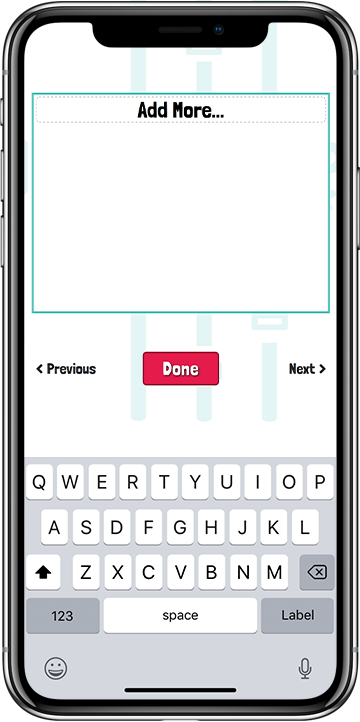 Add More...
< Previous
Done
Next >
Q W E R T Y U I O P
A S D F G H J K L
Z X C V B N M
123 space Label